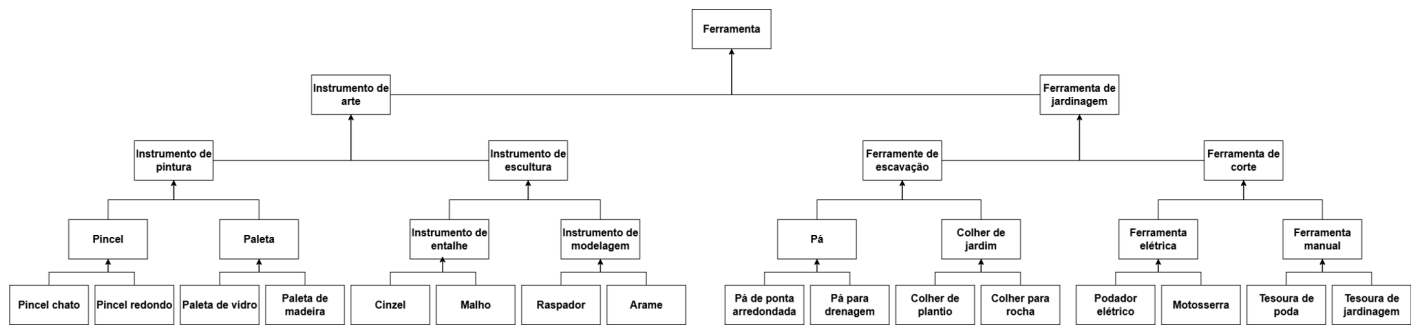 Ferramenta
Instrumento de
arte
Ferramenta de
jardinagem
Instrumento de
pintura
Instrumento de
escultura
Ferramente de
escavação
Ferramenta de
corte
Pincel
Paleta
Instrumento de
entalhe
Instrumento de
modelagem
Pá
Colher de
jardim
Ferramenta
elétrica
Ferramenta
manual
Pincel chato
Pincel redondo
Paleta de vidro
Paleta de
madeira
Cinzel
Malho
Raspador
Arame
Pá de ponta
arredondada
Pá para
drenagem
Colher de
plantio
Colher para
rocha
Podador
elétrico
Motosserra
Tesoura de
poda
Tesoura de
jardinagem